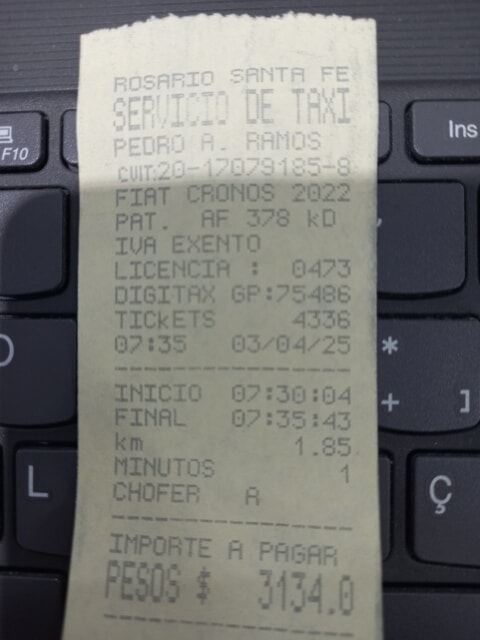 ROSARIO SANTA FE
SERVICIO DE TAXI
PEDRO A. RAMOS
CUIT:20-17079185-8
FIAT CRONOS 2022
PAT. AF 378 kD
IVA EXENTO
LICENCIA : 0473
DIGITAX GP:75486
TICkETS 4336
07:35 03/04/25
INICIO 07:30:04
FINAL 07:35:43
km 1.85
MINUTOS 1
CHOFER A
IMPORTE A PAGAR
PESOS $ 3134.0
F10
Ins
*
+ ]
L
Ç